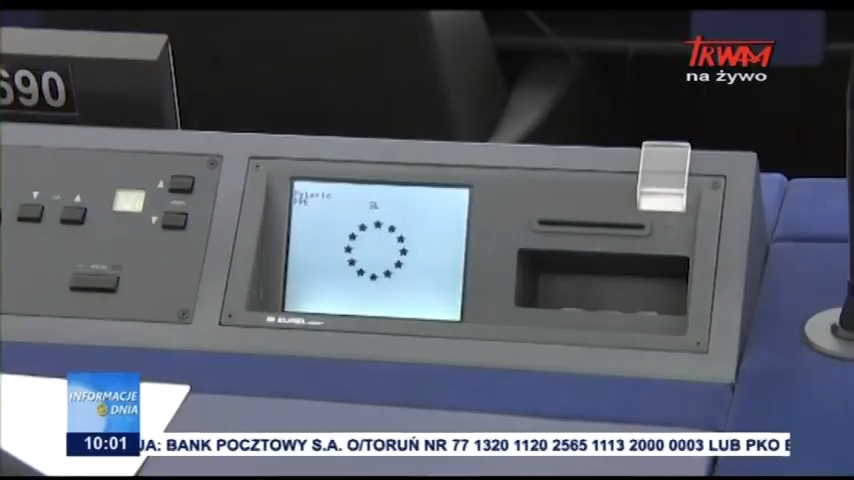 TRWAM
na żywo
690
INFORMACJE
DNIA
10:01
JA: BANK POCZTOWY S.A. O/TORUŃ NR 77 1320 1120 2565 1113 2000 0003 LUB PKO